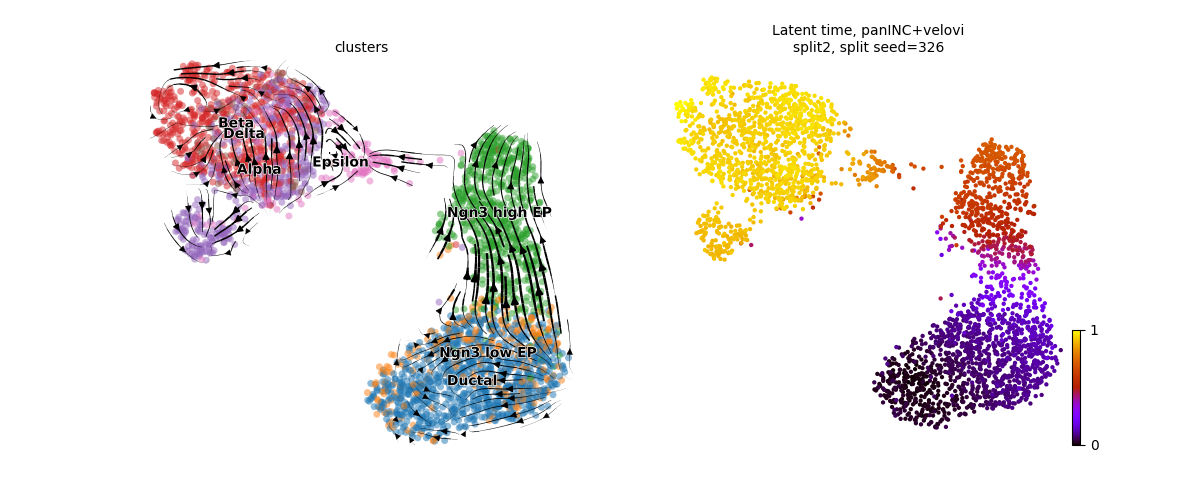 clusters
Beta
Delta
Alpha
Epsilon
Ngn3 high EP
Ngn3 low EP
Ductal
Latent time, panINC+velovi
split2, split seed=326
1
0